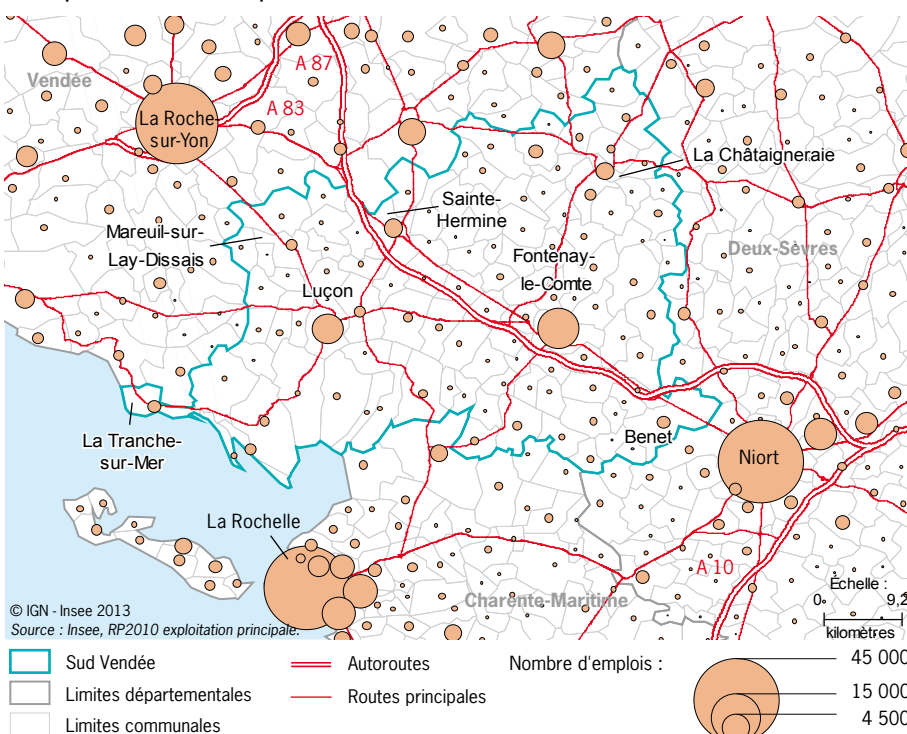 A 87
Vendée
A 83
La Roche-
sur-Yon
La Châtaigneraie
Sainte-
Hermine
Mareuil-sur-
Lay-Dissais
Deux-Sèvres
Fontenay-
le-Comte
Luçon
La Tranche-
sur-Mer
Benet
Niort
La Rochelle
A 10
Charente-Maritime
Échelle :
0
9,2
kilomètres
© IGN - Insee 2013
Source : Insee, RP2010 exploitation principale.
Sud Vendée
Autoroutes
Nombre d'emplois :
45 000
Limites départementales
Routes principales
15 000
4 500
Limites communales